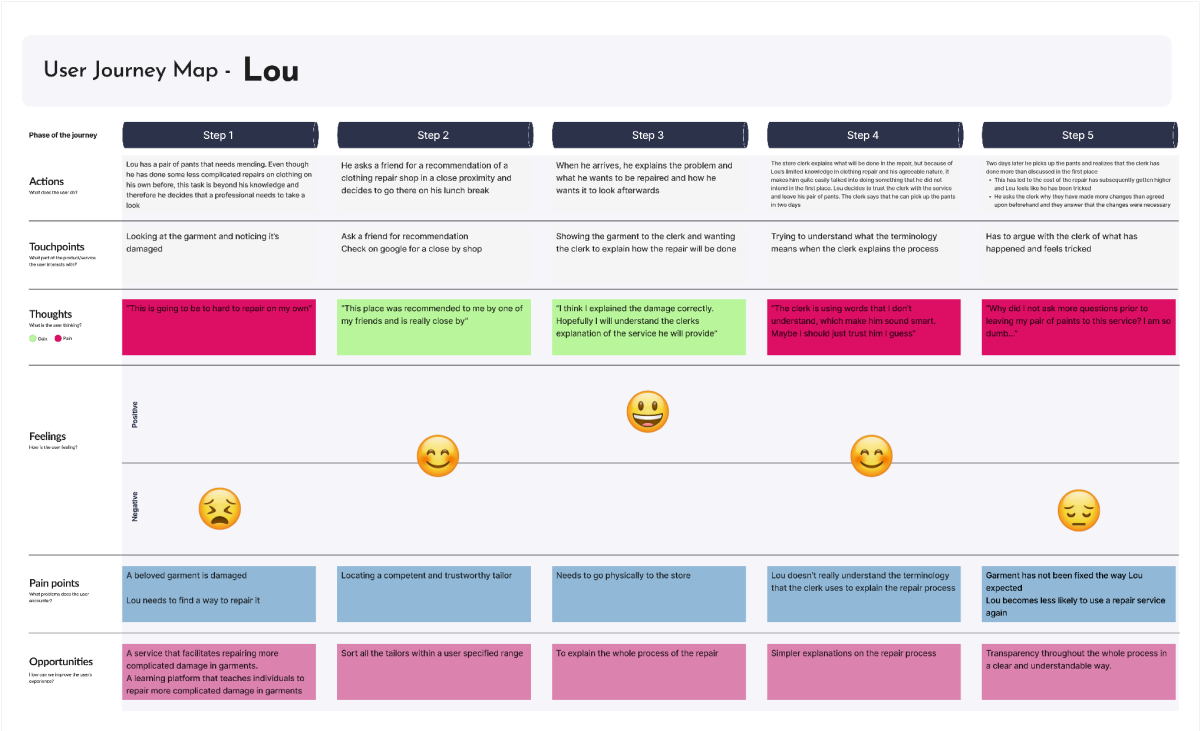 User Journey Map - Lou
Phase of the journey
Step 1
Step 2
Step 3
Step 4
Step 5
Actions
What does the user do?
Lou has a pair of pants that needs mending. Even though
he has done some less complicated repairs on clothing on
his own before, this task is beyond his knowledge and
therefore he decides that a professional needs to take a
look
He asks a friend for a recommendation of a
clothing repair shop in a close proximity and
decides to go there on his lunch break
When he arrives, he explains the problem and
what he wants to be repaired and how he
wants it to look afterwards
The store clerk explains what will be done in the repair, but because of
Lou's limited knowledge in clothing repair and his agreeable nature, it
makes him quite easily talked into doing something that he did not
intend in the first place. Lou decides to trust the clerk with the service
and leave his pair of pants. The clerk says that he can pick up the pants
in two days
Two days later he picks up the pants and realizes that the clerk has
done more than discussed in the first place
• This has led to the cost of the repair has subsequently gotten higher
and Lou feels like he has been tricked
• He asks the clerk why they have made more changes than agreed
upon beforehand and they answer that the changes were necessary
Touchpoints
What part of the product/service
the user interacts with?
Looking at the garment and noticing it's
damaged
Ask a friend for recommendation
Check on google for a close by shop
Showing the garment to the clerk and wanting
the clerk to explain how the repair will be done
Trying to understand what the terminology
means when the clerk explains the process
Has to argue with the clerk of what has
happened and feels tricked
Thoughts
What is the user thinking?
Gain
Pain
"This is going to be to hard to repair on my own"
"This place was recommended to me by one of
my friends and is really close by"
"I think I explained the damage correctly.
Hopefully I will understand the clerks
explanation of the service he will provide"
"The clerk is using words that I don't
understand, which make him sound smart.
Maybe I should just trust him I guess"
"Why did I not ask more questions prior to
leaving my pair of paints to this service? I am so
dumb..."
Feelings
How is the user feeling?
Positive
Negative
Pain points
What problems does the user
encounter?
A beloved garment is damaged
Lou needs to find a way to repair it
Locating a competent and trustworthy tailor
Needs to go physically to the store
Lou doesn't really understand the terminology
that the clerk uses to explain the repair process
Garment has not been fixed the way Lou
expected
Lou becomes less likely to use a repair service
again
Opportunities
How can we improve the user's
experience?
A service that facilitates repairing more
complicated damage in garments.
A learning platform that teaches individuals to
repair more complicated damage in garments
Sort all the tailors within a user specified range
To explain the whole process of the repair
Simpler explanations on the repair process
Transparency throughout the whole process in
a clear and understandable way.